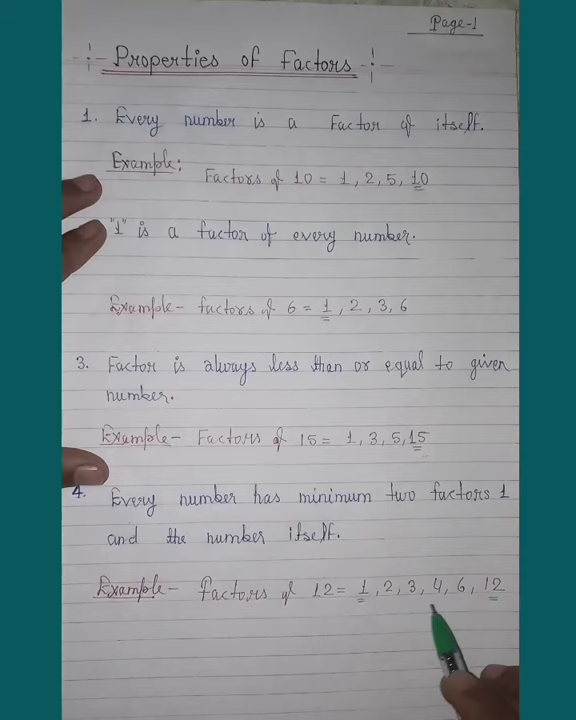 Page-1
Properties of Factors
1. Every number is a Factor of itself.
Example: Factors of 10 = 1, 2, 5, 10
"1" is a factor of every number.
Example- factors of 6 = 1, 2, 3, 6
3. Factor is always less than or equal to given
number.
Example- Factors of 15 = 1, 3, 5, 15
4. Every number has minimum two factors 1
and the number itself.
Example- Factors of 12 = 1, 2, 3, 4, 6, 12